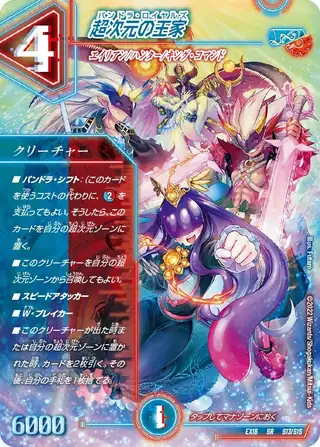 パンドラ・ロイヤルズ
4
超次元の王家
エイリアン/ハンター/キング・コマンド
クリーチャー
■ パンドラ・シフト:(このカード
を使うコストの代わりに、②を
支払ってもよい。そうしたら、この
カードを自分の超次元ゾーンに
置く。
■ このクリーチャーを自分の超
次元ゾーンから召喚してもよい。
■ スピードアタッカー
■ W・ブレイカー
■ このクリーチャーが出た時ま
たは自分の超次元ゾーンに置か
れた時、カードを2枚引く。その
後、自分の手札を1枚捨てる。
6000
1
タップしてマナゾーンにおく
©2022 Wizards/Shogakukan/Mitsui-Kids
EX19 SR S13/S15